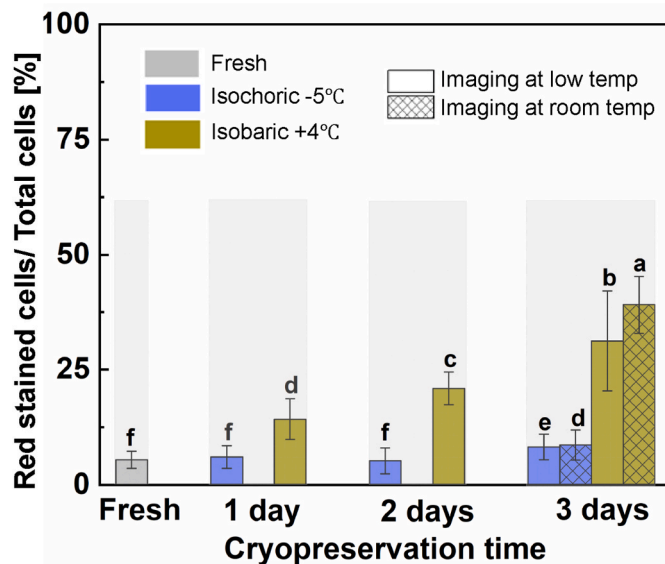 Red stained cells/ Total cells [%]
100
75
50
25
0
Fresh
Isochoric -5℃
Isobaric +4℃
Imaging at low temp
Imaging at room temp
f
f
d
f
c
e
d
b
a
Fresh
1 day
2 days
3 days
Cryopreservation time